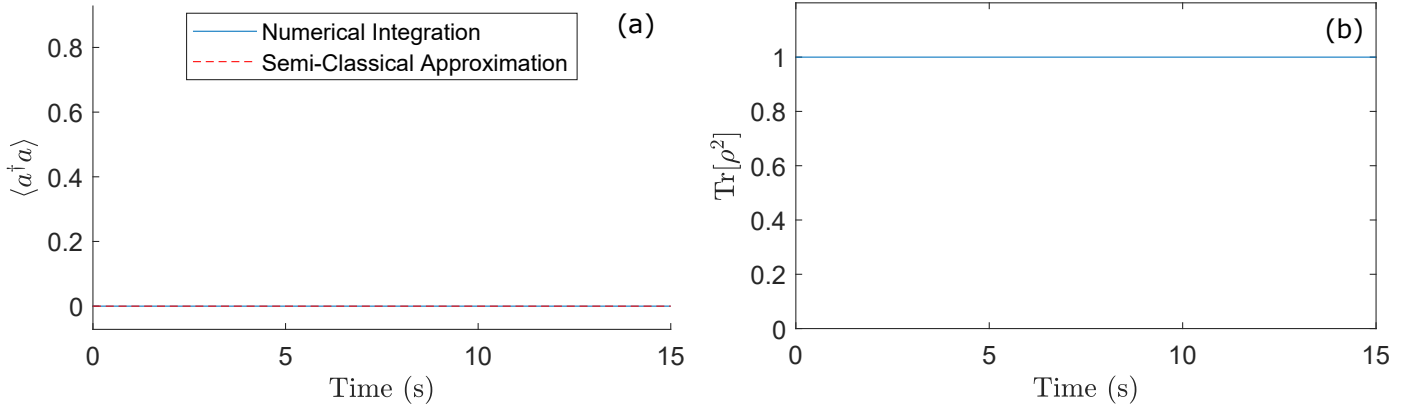 (a)
Numerical Integration
Semi-Classical Approximation
0.8
0.6
0.4
0.2
0
⟨a†a⟩
0 5 10 15
Time (s)
(b)
1
0.8
0.6
0.4
0.2
0
Tr[ρ²]
0 5 10 15
Time (s)